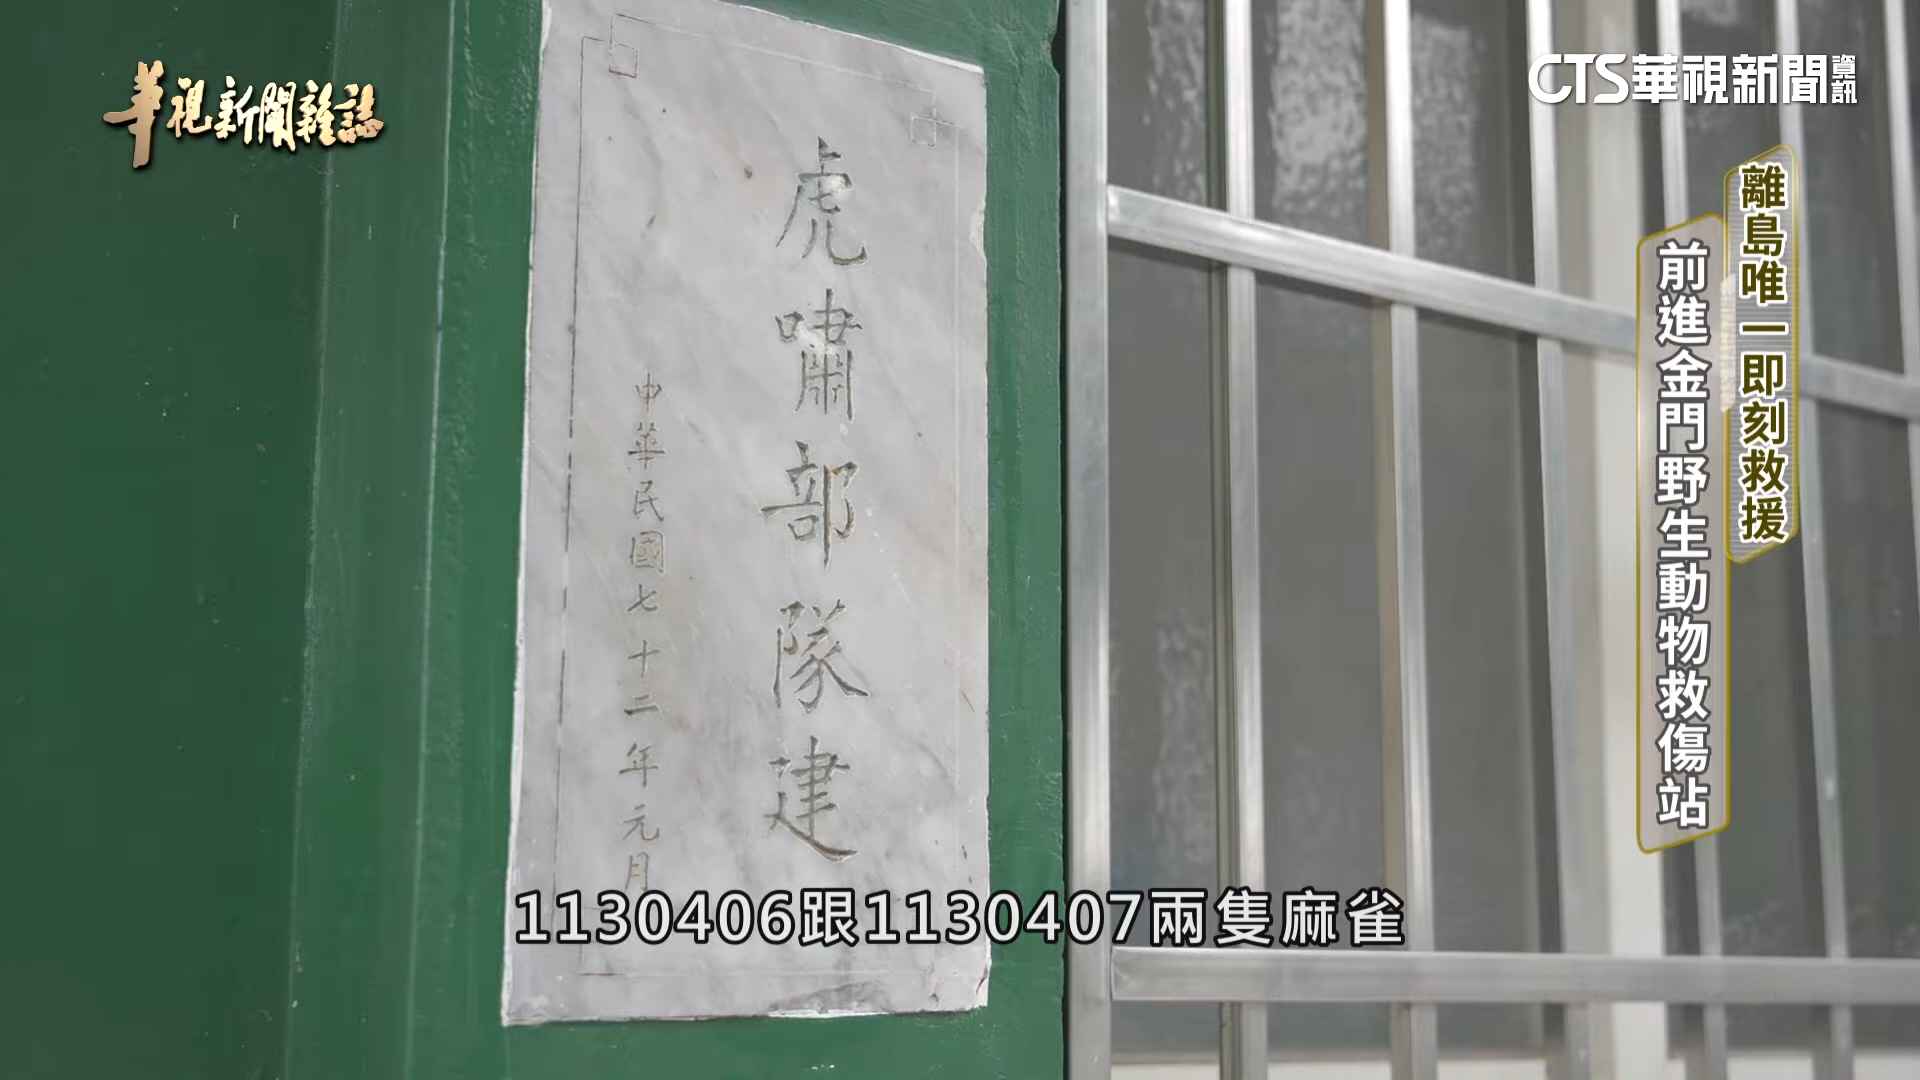 華視新聞雜誌
CTS華視新聞資訊
離島唯一即刻救援
前進金門野生動物救傷站
虎嘯部隊建
中華民國七十二年元月
1130406跟1130407兩隻麻雀